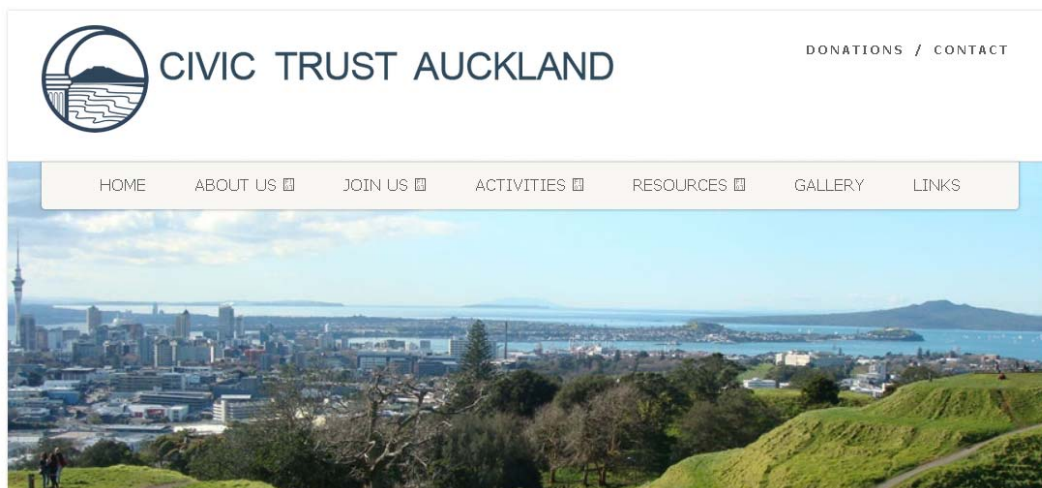 CIVIC TRUST AUCKLAND
DONATIONS / CONTACT
HOME ABOUT US JOIN US ACTIVITIES RESOURCES GALLERY LINKS